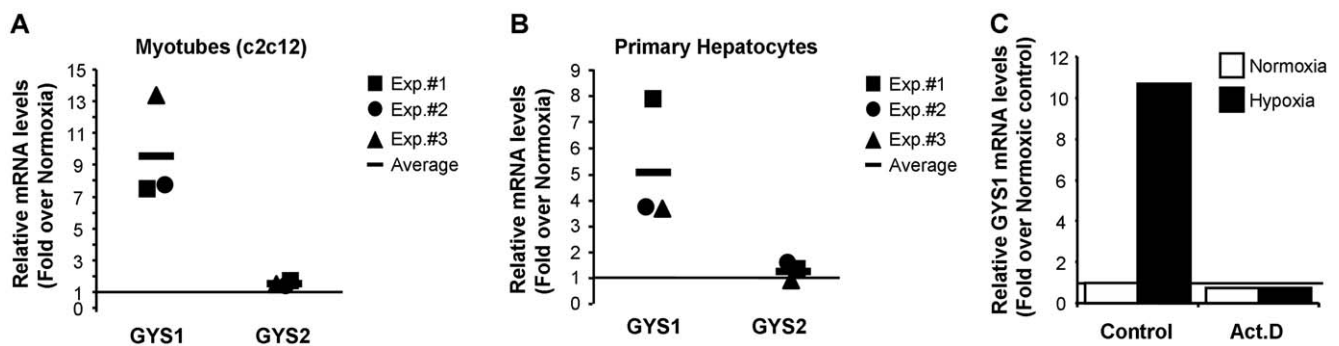 A
Myotubes (c2c12)
Relative mRNA levels
(Fold over Normoxia)
15
13
11
9
7
5
3
1
0
GYS1
GYS2
Exp.#1
Exp.#2
Exp.#3
Average
B
Primary Hepatocytes
Relative mRNA levels
(Fold over Normoxia)
9
8
7
6
5
4
3
2
1
0
GYS1
GYS2
Exp.#1
Exp.#2
Exp.#3
Average
C
Relative GYS1 mRNA levels
(Fold over Normoxic control)
12
10
8
6
4
2
0
Control
Act.D
Normoxia
Hypoxia